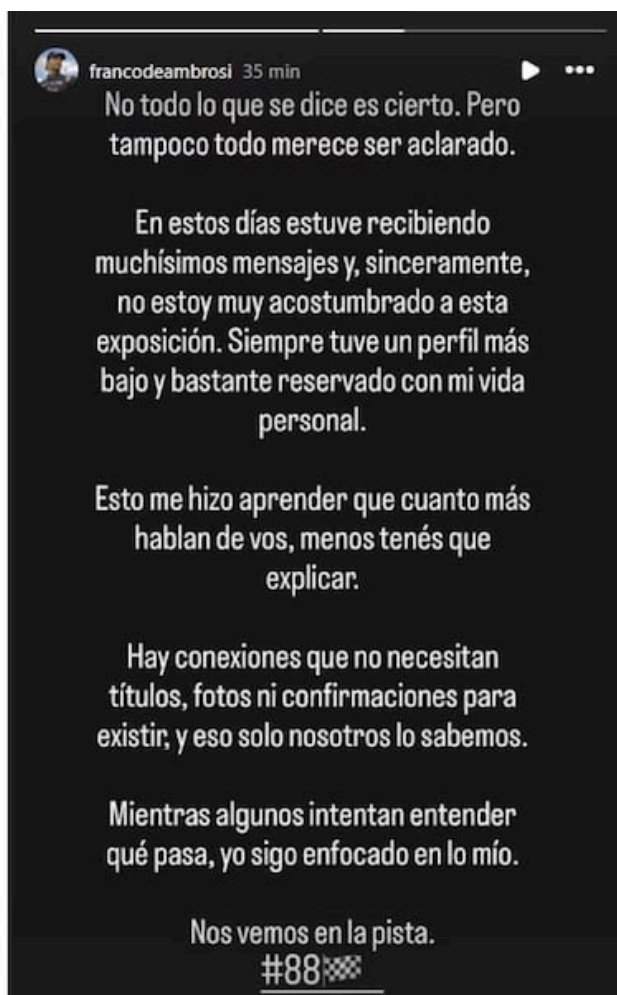 francodeambrosi 35 min
No todo lo que se dice es cierto. Pero
tampoco todo merece ser aclarado.
En estos días estuve recibiendo
muchísimos mensajes y, sinceramente,
no estoy muy acostumbrado a esta
exposición. Siempre tuve un perfil más
bajo y bastante reservado con mi vida
personal.
Esto me hizo aprender que cuanto más
hablan de vos, menos tenés que
explicar.
Hay conexiones que no necesitan
títulos, fotos ni confirmaciones para
existir, y eso solo nosotros lo sabemos.
Mientras algunos intentan entender
qué pasa, yo sigo enfocado en lo mío.
Nos vemos en la pista.
#88🏁